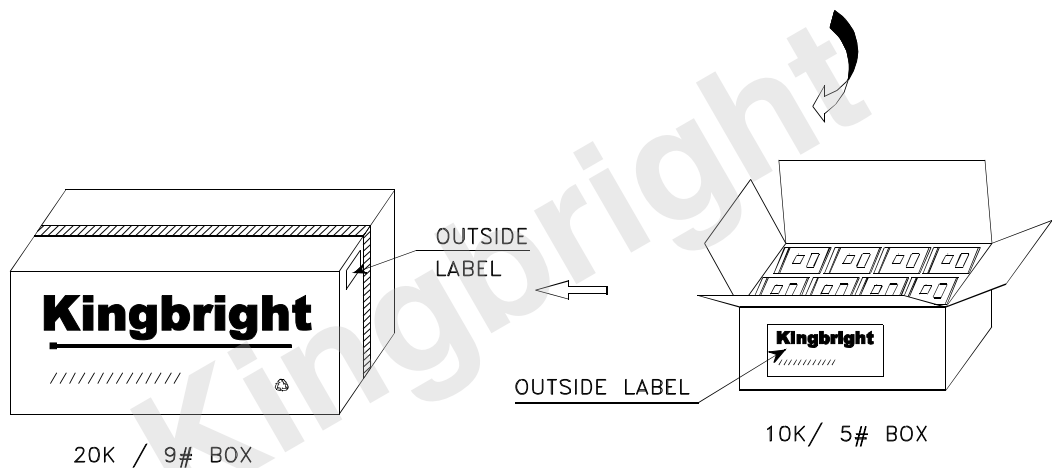 Kingbright
OUTSIDE
LABEL
Kingbright
20K / 9# BOX
Kingbright
OUTSIDE LABEL
10K/ 5# BOX